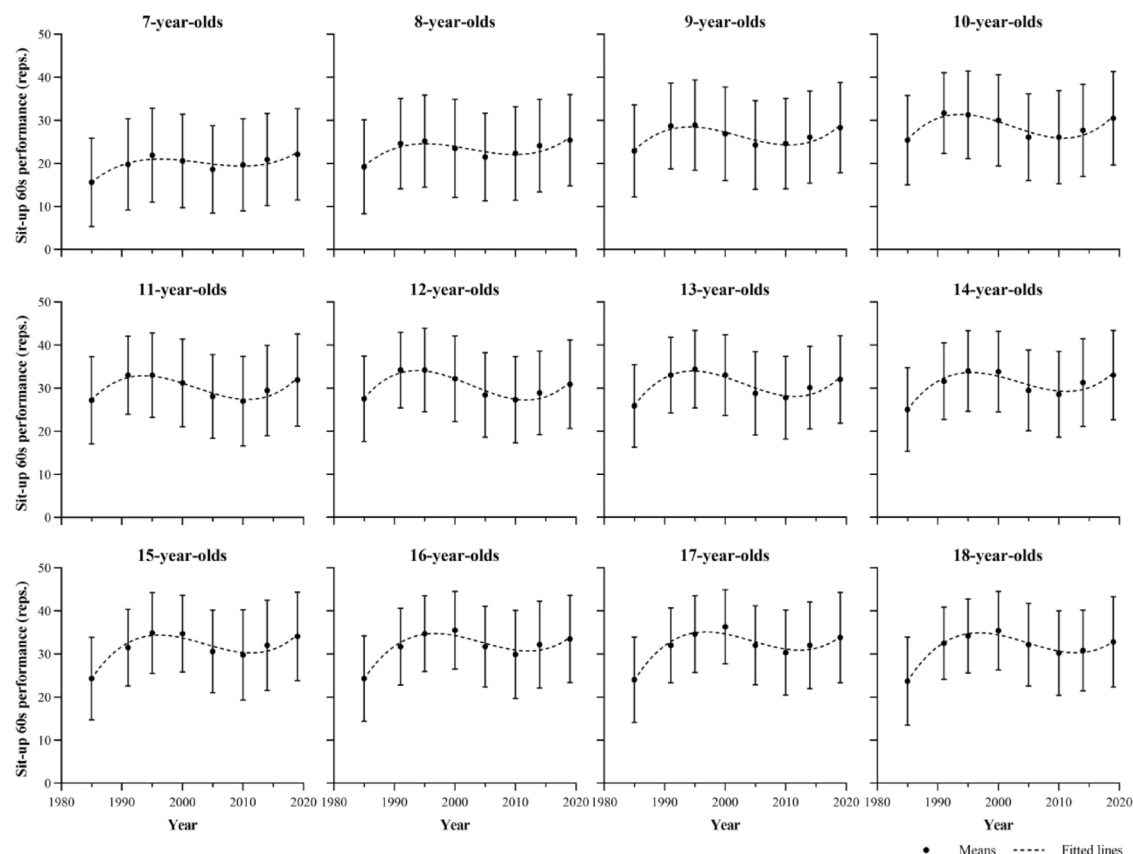 7-year-olds 8-year-olds 9-year-olds 10-year-olds
Sit-up 60s performance (reps.)
50
40
30
20
10
0
11-year-olds 12-year-olds 13-year-olds 14-year-olds
Sit-up 60s performance (reps.)
50
40
30
20
10
0
15-year-olds 16-year-olds 17-year-olds 18-year-olds
Sit-up 60s performance (reps.)
50
40
30
20
10
0
1980 1990 2000 2010 2020 1980 1990 2000 2010 2020 1980 1990 2000 2010 2020 1980 1990 2000 2010 2020
Year Year Year Year
Means Fitted lines